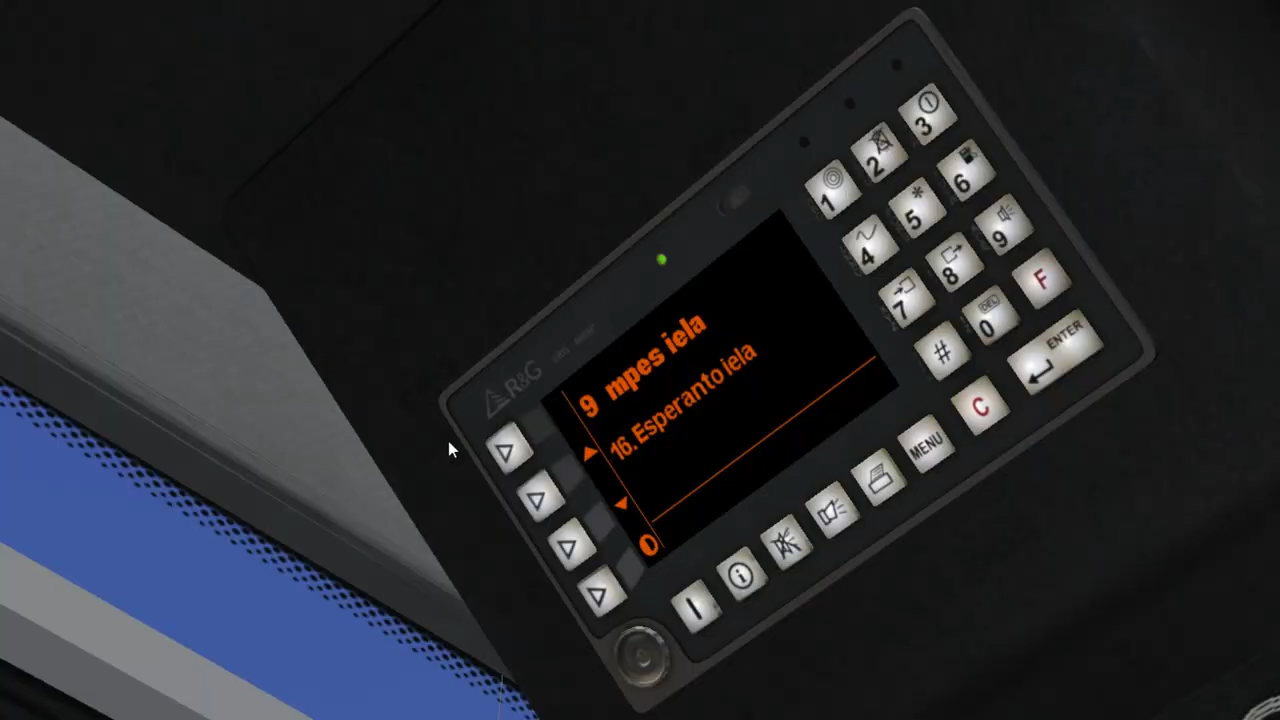 R&G
9 mpes iela
16. Esperanto iela
1
2
3
4
5
6
7
8
9
F
#
0
DEL
ENTER
C
MENU